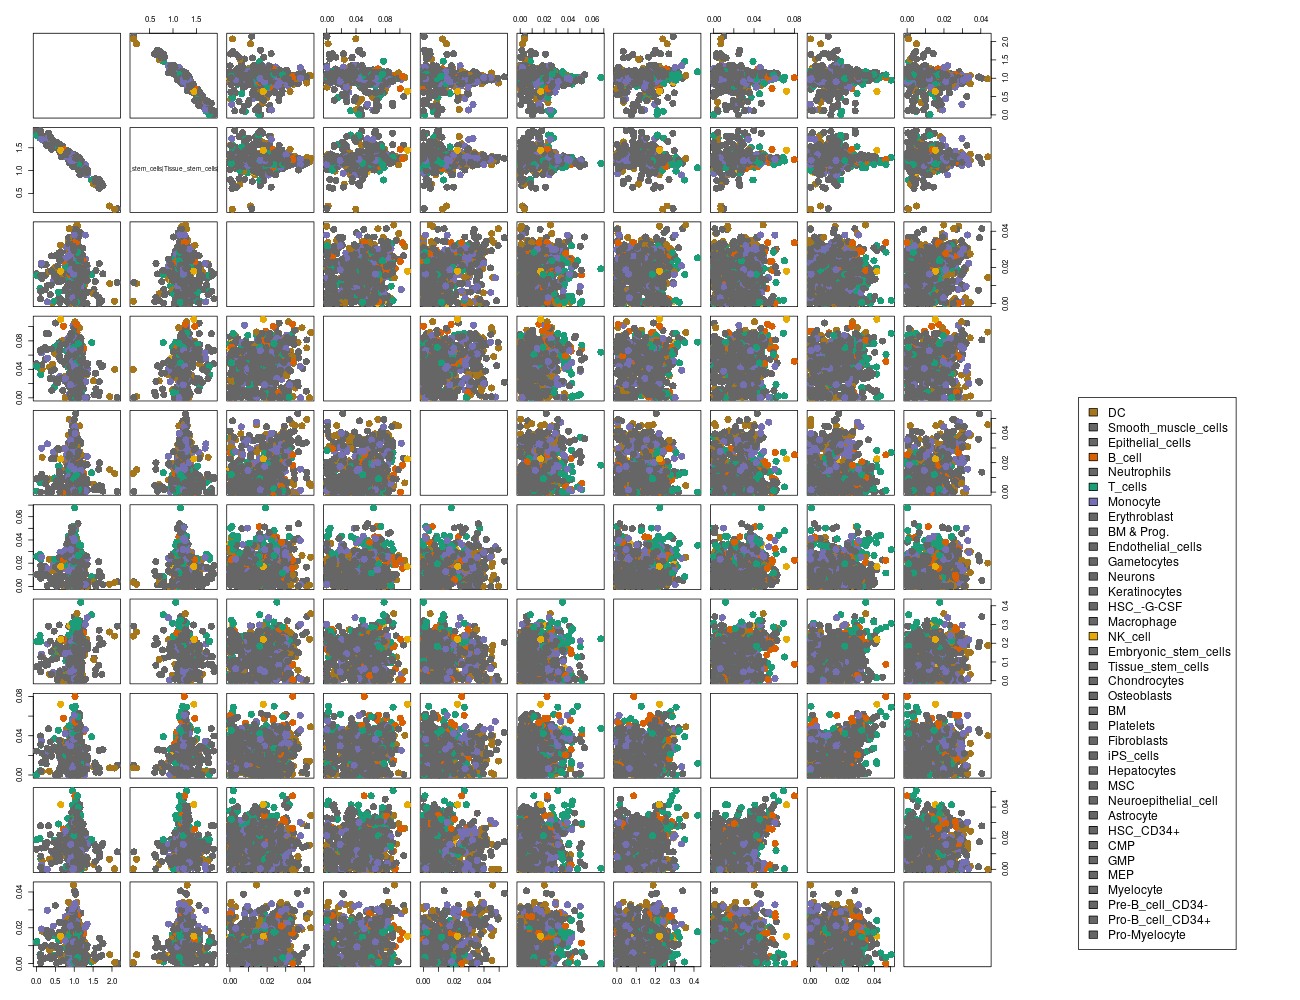 0.5 1.0 1.5
0.00 0.04 0.08
0.00 0.02 0.04 0.06
0.00 0.04 0.08
0.00 0.02 0.04
0.0 0.5 1.0 1.5 2.0
stem_cells|Tissue_stem_cells
0.5 1.0 1.5
0.00 0.02 0.04
0.00 0.04 0.08
0.00 0.02 0.04
0.00 0.02 0.04 0.06
0.0 0.1 0.2 0.3 0.4
0.00 0.04 0.08
0.00 0.02 0.04
0.00 0.02 0.04
0.0 0.5 1.0 1.5 2.0
0.00 0.02 0.04
0.00 0.02 0.04
0.0 0.1 0.2 0.3 0.4
0.00 0.02 0.04
DC
Smooth_muscle_cells
Epithelial_cells
B_cell
Neutrophils
T_cells
Monocyte
Erythroblast
BM & Prog.
Endothelial_cells
Gametocytes
Neurons
Keratinocytes
HSC_-G-CSF
Macrophage
NK_cell
Embryonic_stem_cells
Tissue_stem_cells
Chondrocytes
Osteoblasts
BM
Platelets
Fibroblasts
iPS_cells
Hepatocytes
MSC
Neuroepithelial_cell
Astrocyte
HSC_CD34+
CMP
GMP
MEP
Myelocyte
Pre-B_cell_CD34-
Pro-B_cell_CD34+
Pro-Myelocyte